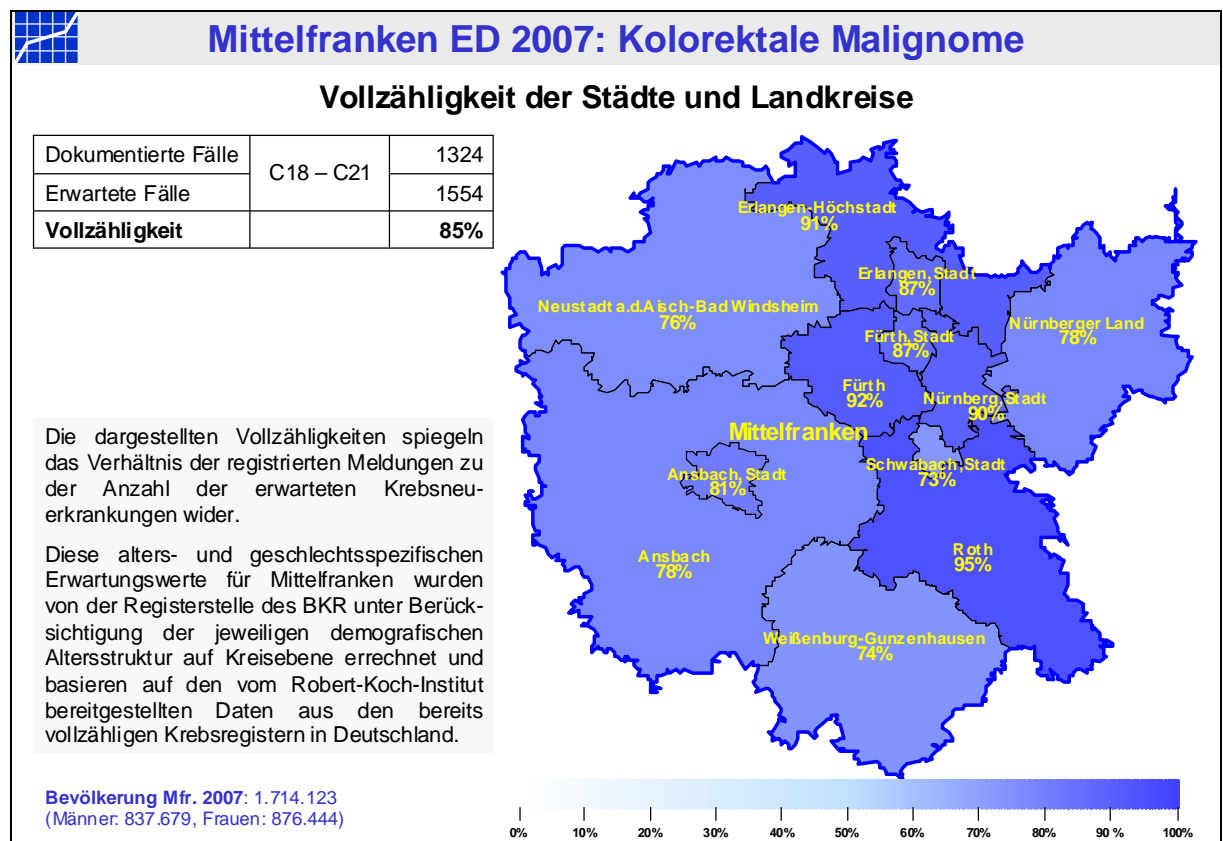 Mittelfranken ED 2007: Kolorektale Malignome
Vollzähligkeit der Städte und Landkreise
Dokumentierte Fälle C18 – C21 1324
Erwartete Fälle 1554
Vollzähligkeit 85%
Erlangen-Höchstadt
91%
Erlangen, Stadt
87%
Neustadt a.d.Aisch-Bad Windsheim
76%
Nürnberger Land
78%
Fürth, Stadt
87%
Fürth
92%
Nürnberg, Stadt
90%
Mittelfranken
Schwabach, Stadt
73%
Ansbach, Stadt
81%
Ansbach
78%
Roth
95%
Weißenburg-Gunzenhausen
74%
Die dargestellten Vollzähligkeiten spiegeln
das Verhältnis der registrierten Meldungen zu
der Anzahl der erwarteten Krebsneu-
erkrankungen wider.
Diese alters- und geschlechtsspezifischen
Erwartungswerte für Mittelfranken wurden
von der Registerstelle des BKR unter Berück-
sichtigung der jeweiligen demografischen
Altersstruktur auf Kreisebene errechnet und
basieren auf den vom Robert-Koch-Institut
bereitgestellten Daten aus den bereits
vollzähligen Krebsregistern in Deutschland.
Bevölkerung Mfr. 2007: 1.714.123
(Männer: 837.679, Frauen: 876.444)
0% 10% 20% 30% 40% 50% 60% 70% 80% 90 % 100%